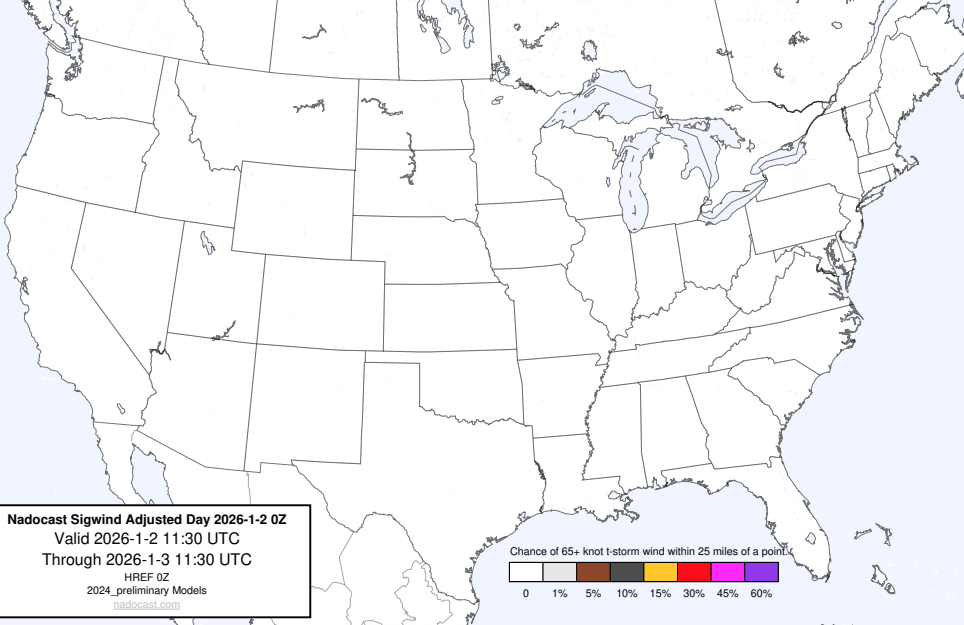 Nadocast Sigwind Adjusted Day 2026-1-2 0Z
Valid 2026-1-2 11:30 UTC
Through 2026-1-3 11:30 UTC
HREF 0Z
2024_preliminary Models
nadocast.com
Chance of 65+ knot t-storm wind within 25 miles of a point.
0 1% 5% 10% 15% 30% 45% 60%